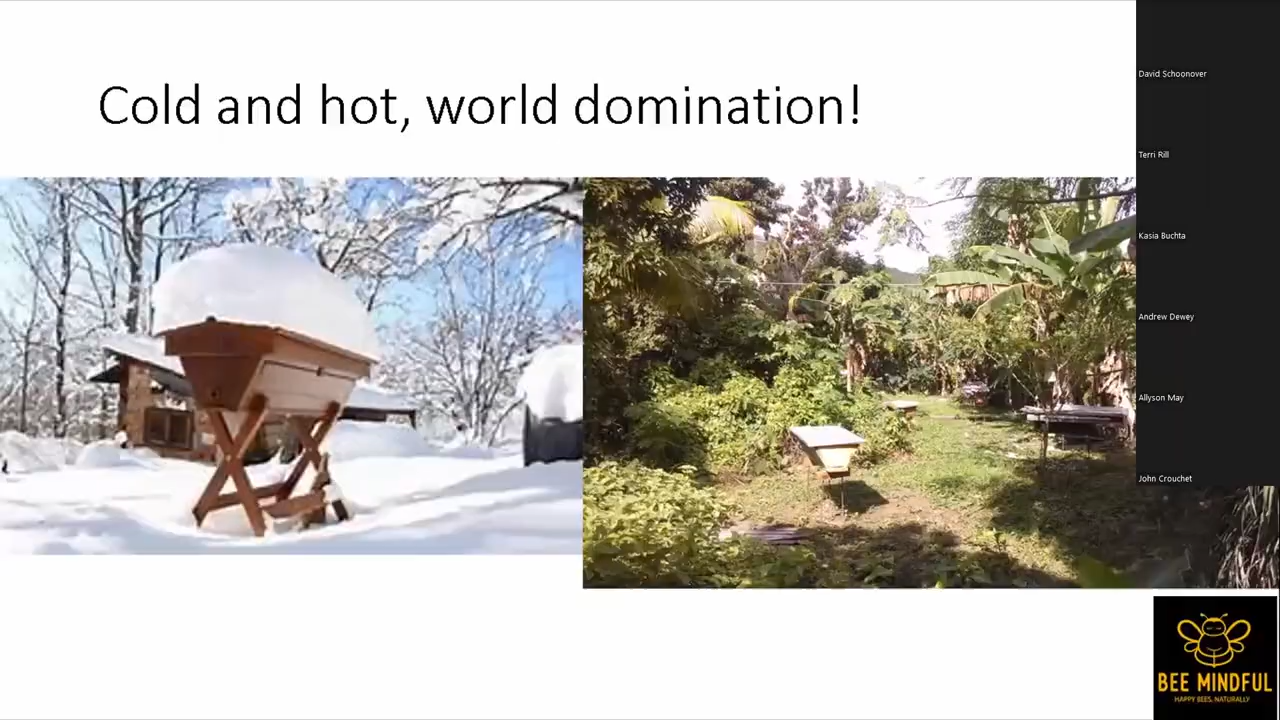 Cold and hot, world domination!
David Schoonover
Terri Rill
Kasia Buchta
Andrew Dewey
Allyson May
John Crouchet
BEE MINDFUL
HAPPY BEES, NATURALLY